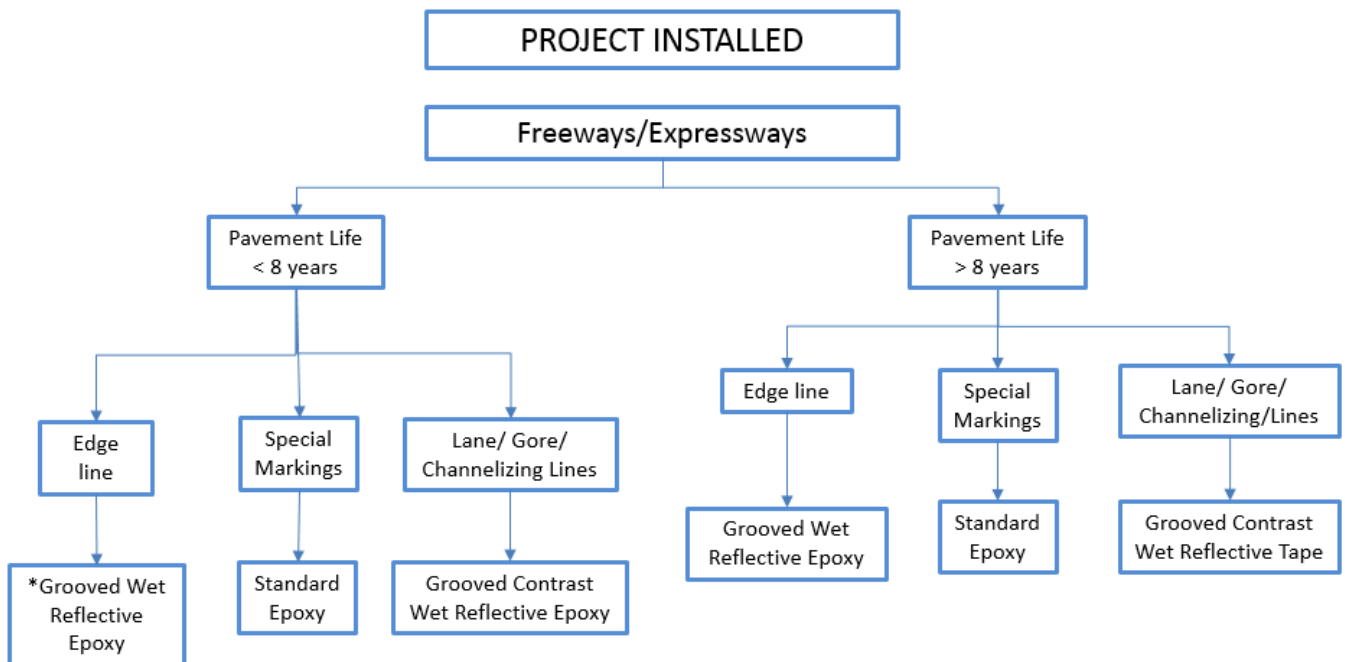 PROJECT INSTALLED
Freeways/Expressways
Pavement Life
< 8 years
Pavement Life
> 8 years
Edge
line
Special
Markings
Lane/ Gore/
Channelizing Lines
Edge line
Special
Markings
Lane/ Gore/
Channelizing/Lines
*Grooved Wet
Reflective
Epoxy
Standard
Epoxy
Grooved Contrast
Wet Reflective Epoxy
Grooved Wet
Reflective Epoxy
Standard
Epoxy
Grooved Contrast
Wet Reflective Tape